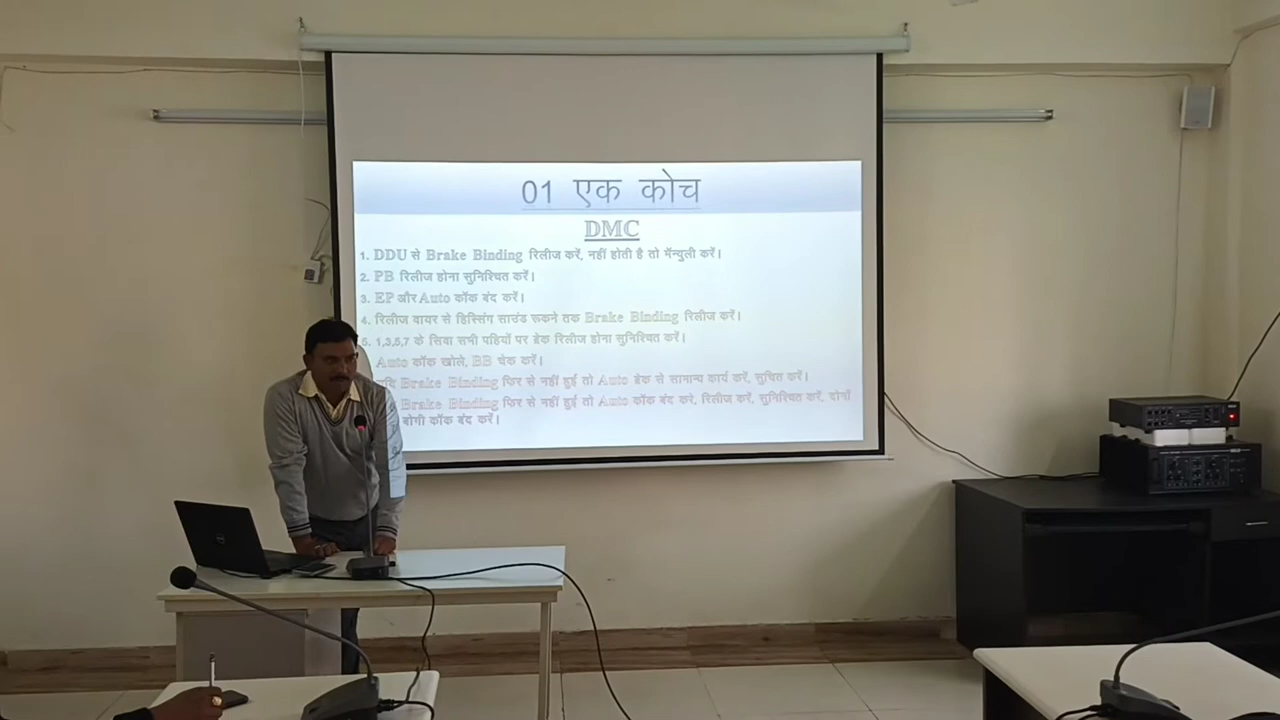 01 एक कोच
DMC
1. DDU से Brake Binding रिलीज करें, नहीं होती है तो मॅन्युली करें।
2. PB रिलीज होना सुनिश्चित करें।
3. EP और Auto कॉक बंद करें।
4. रिलीज वायर से हिस्सिंग साउंड रूकने तक Brake Binding रिलीज करें।
5. 1,3,5,7 के सिवा सभी पहियों पर ब्रेक रिलीज होना सुनिश्चित करें।
Auto कॉक खोले, BB चेक करें।
यदि Brake Binding फिर से नहीं हुई तो Auto ब्रेक से सामान्य कार्य करें, सुचित करें।
Brake Binding फिर से नहीं हुई तो Auto कॉक बंद करे, रिलीज करें, सुनिश्चित करें, दोनों
बोगी कॉक बंद करें।